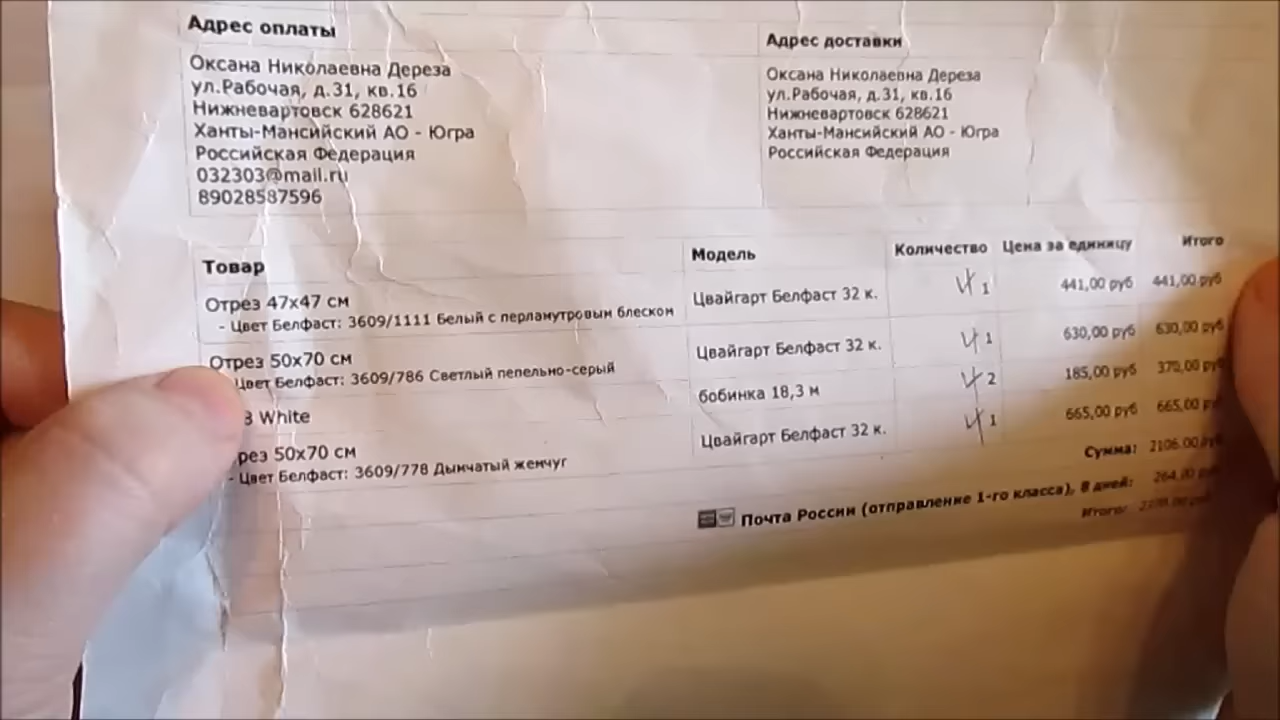 Адрес оплаты
Оксана Николаевна Дереза
ул.Рабочая, д.31, кв.16
Нижневартовск 628621
Ханты-Мансийский АО - Югра
Российская Федерация
032303@mail.ru
89028587596
Адрес доставки
Оксана Николаевна Дереза
ул.Рабочая, д.31, кв.16
Нижневартовск 628621
Ханты-Мансийский АО - Югра
Российская Федерация
Товар Модель Количество Цена за единицу Итого
Отрез 47x47 см Цвайгарт Белфаст 32 к. 1 441,00 руб 441,00 руб
- Цвет Белфаст: 3609/1111 Белый с перламутровым блеском
Отрез 50x70 см Цвайгарт Белфаст 32 к. 1 630,00 руб 630,00 руб
Цвет Белфаст: 3609/786 Светлый пепельно-серый
White бобинка 18,3 м 2 185,00 руб 370,00 руб
рез 50x70 см Цвайгарт Белфаст 32 к. 1 665,00 руб 665,00 руб
- Цвет Белфаст: 3609/778 Дымчатый жемчуг
Сумма: 2106.00 руб
Почта России (отправление 1-го класса), 8 дней: 264.00 руб
Итого: